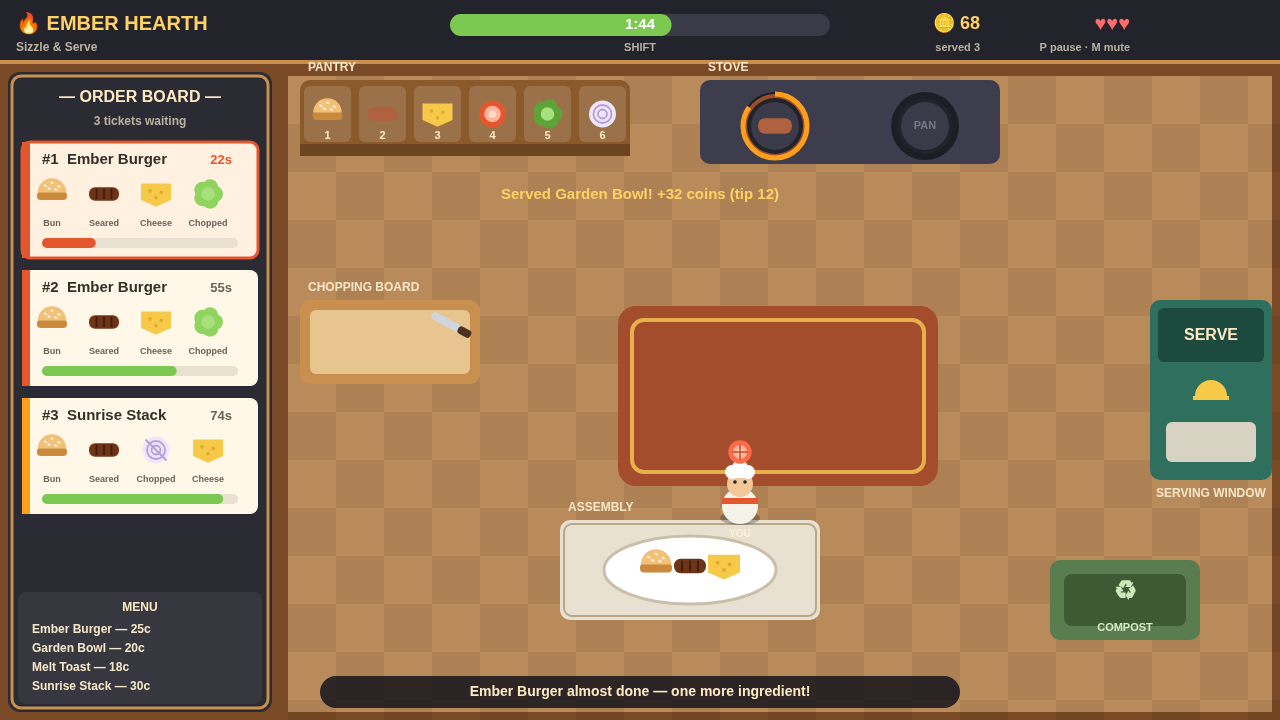 🔥 EMBER HEARTH
Sizzle & Serve
1:44
SHIFT
🪙 68
served 3
♥♥♥
P pause · M mute
— ORDER BOARD —
3 tickets waiting
#1 Ember Burger 22s
Bun Seared Cheese Chopped
#2 Ember Burger 55s
Bun Seared Cheese Chopped
#3 Sunrise Stack 74s
Bun Seared Chopped Cheese
MENU
Ember Burger — 25c
Garden Bowl — 20c
Melt Toast — 18c
Sunrise Stack — 30c
PANTRY
1 2 3 4 5 6
STOVE
PAN
Served Garden Bowl! +32 coins (tip 12)
CHOPPING BOARD
SERVE
SERVING WINDOW
ASSEMBLY
YOU
♻
COMPOST
Ember Burger almost done — one more ingredient!